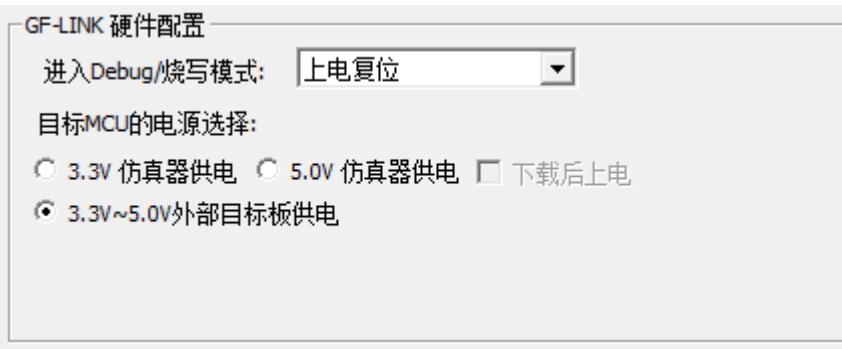 GF-LINK 硬件配置
进入Debug/烧写模式: 上电复位
目标MCU的电源选择:
3.3V 仿真器供电 5.0V 仿真器供电 下载后上电
3.3V~5.0V外部目标板供电